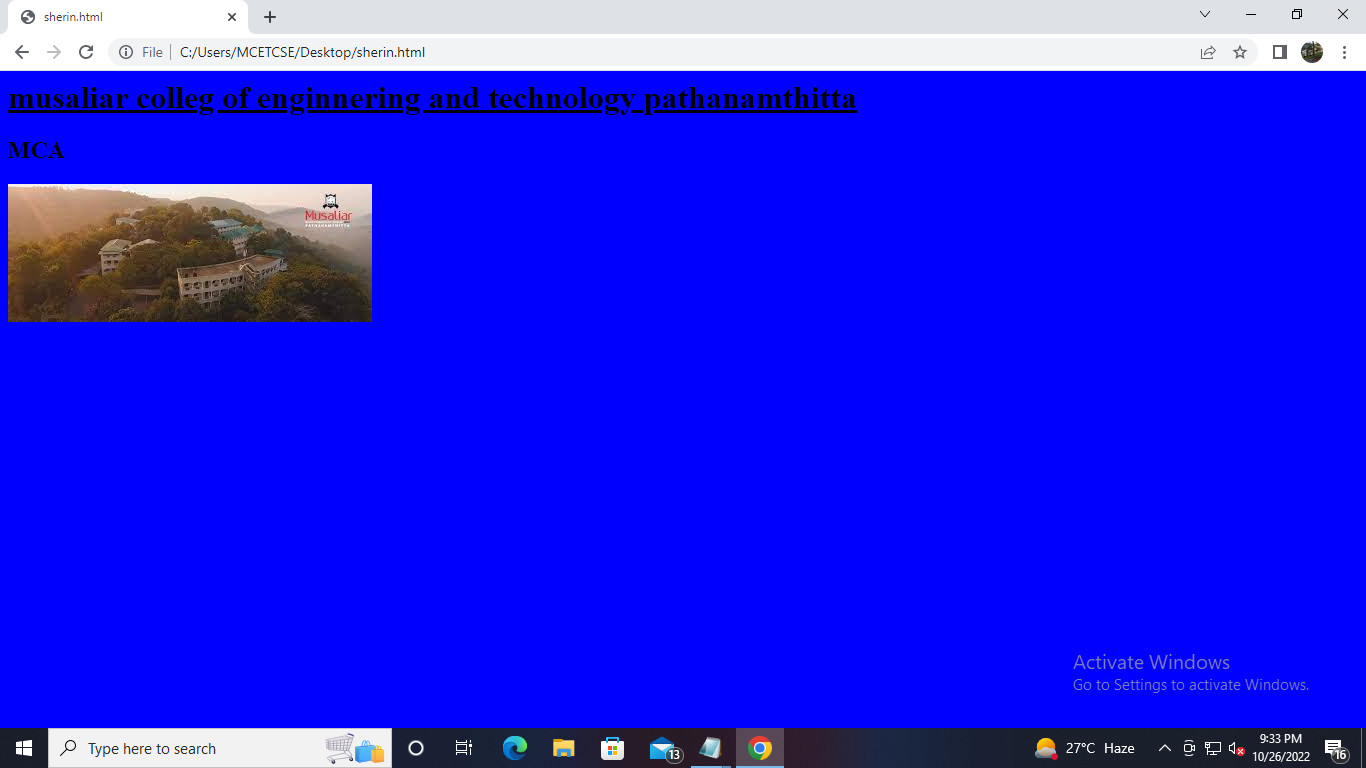 sherin.html
File
C:/Users/MCETCSE/Desktop/sherin.html
musaliar colleg of enginnering and technology pathanamthitta
MCA
Musaliar
PATHANAMTHITTA
Activate Windows
Go to Settings to activate Windows.
Type here to search
13
27°C Haze
9:33 PM
10/26/2022
16